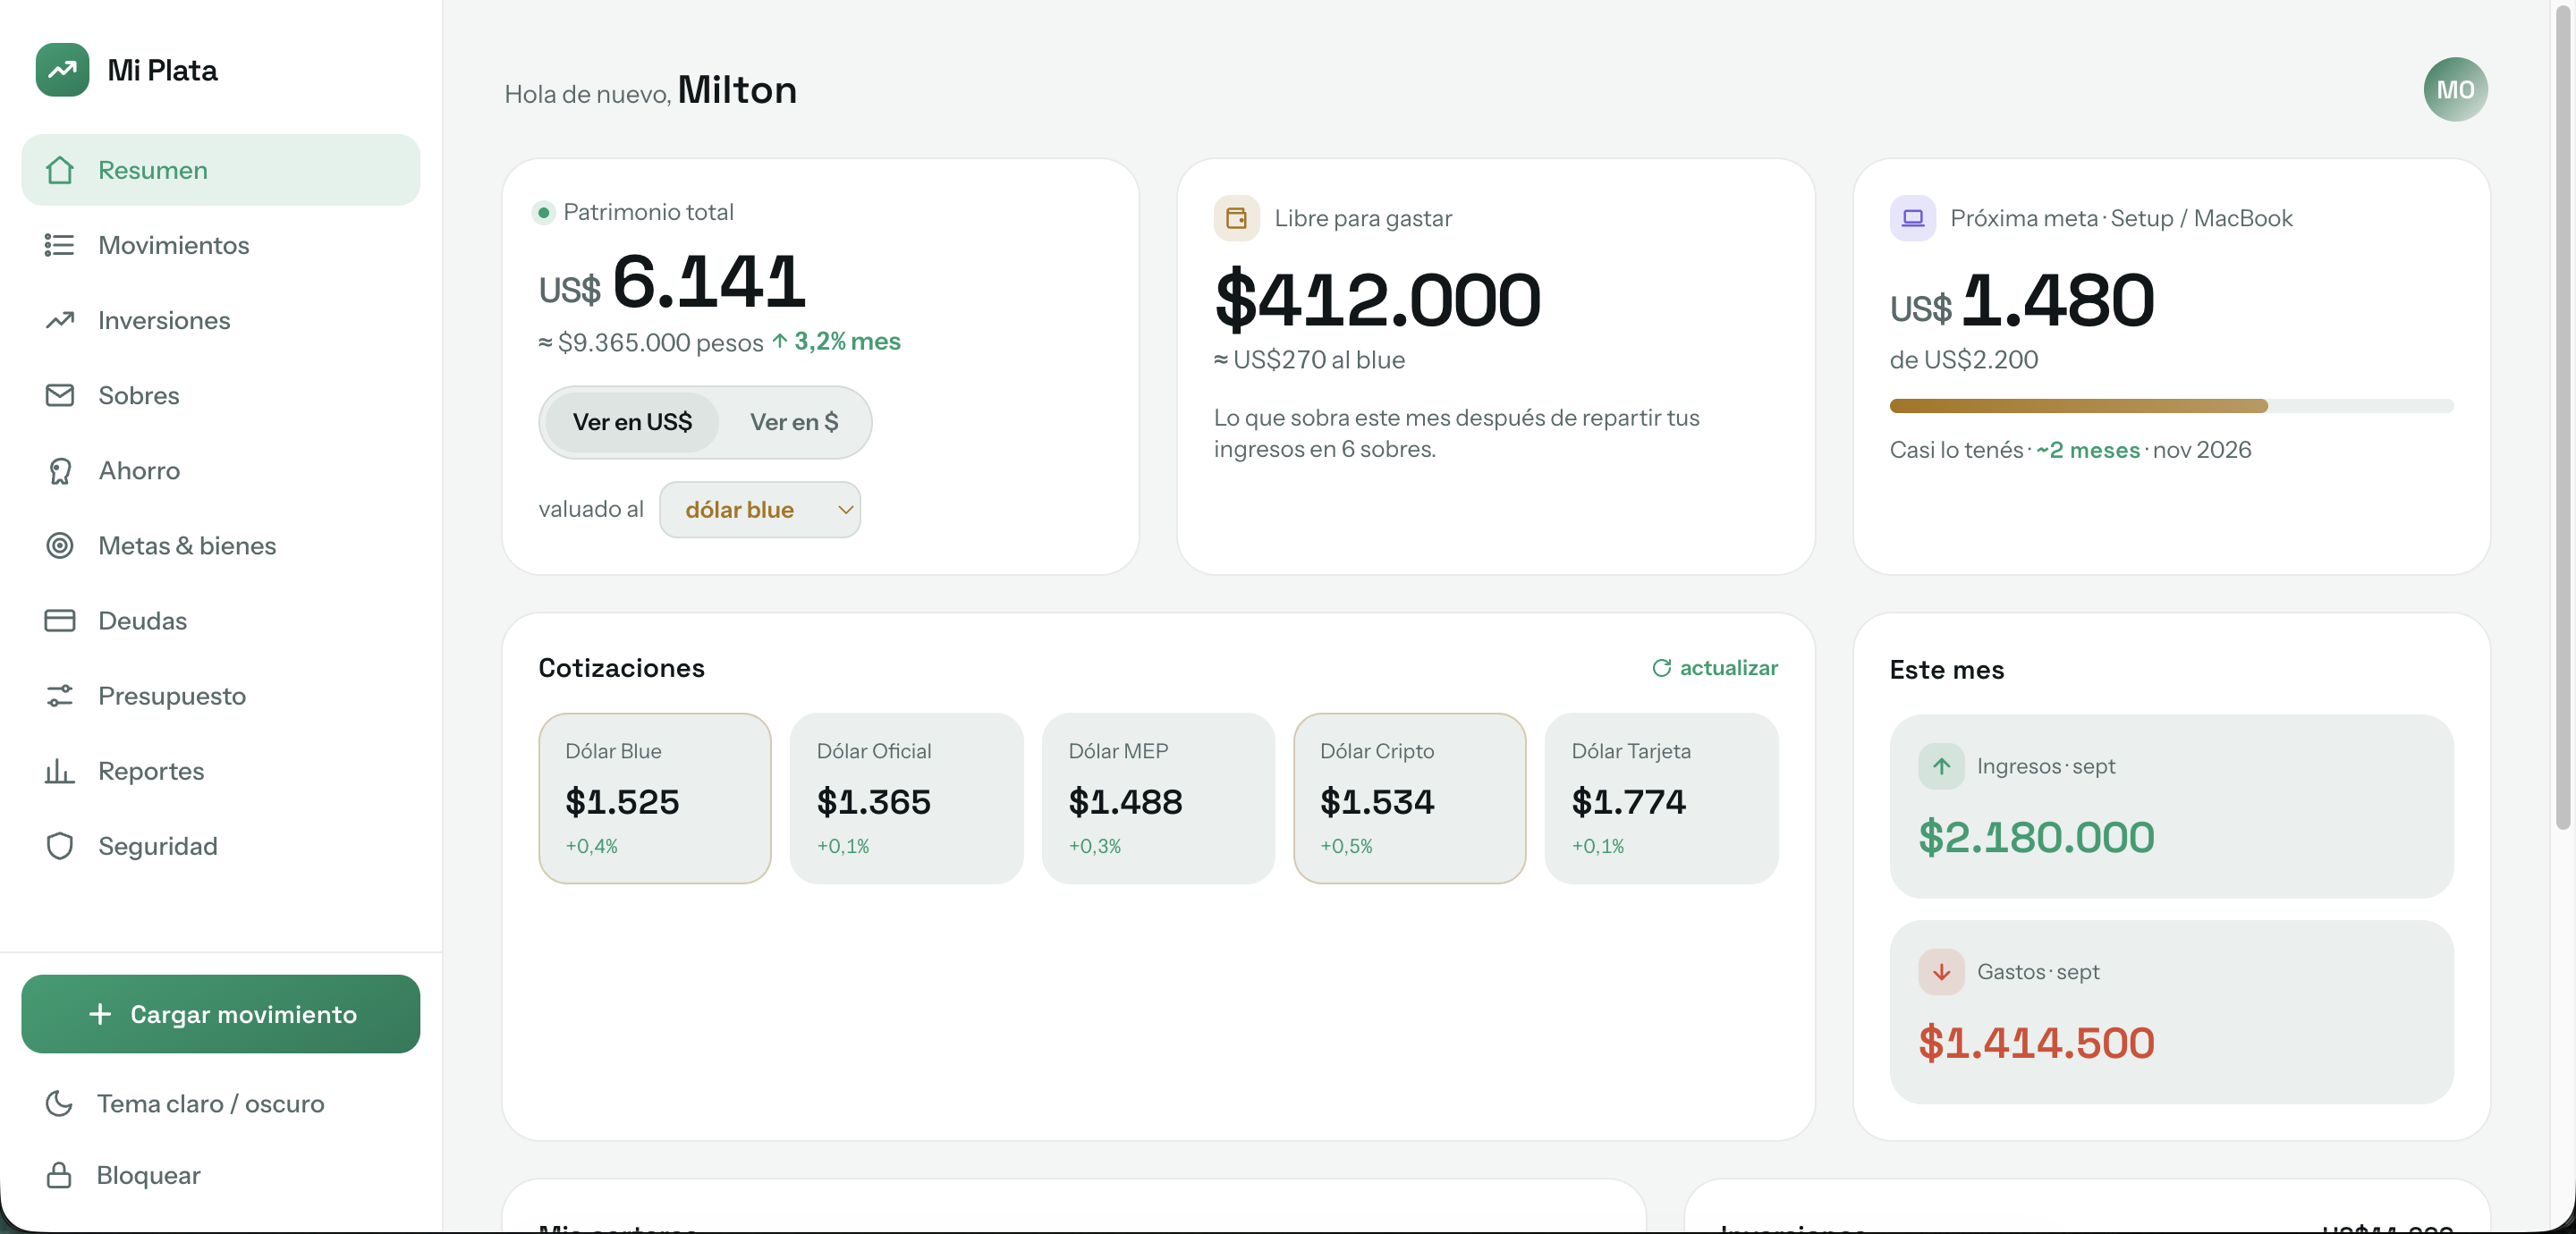 Mi Plata
Resumen
Movimientos
Inversiones
Sobres
Ahorro
Metas & bienes
Deudas
Presupuesto
Reportes
Seguridad
Cargar movimiento
Tema claro / oscuro
Bloquear
Hola de nuevo, Milton
MO
Patrimonio total
US$ 6.141
≈ $9.365.000 pesos ↑ 3,2% mes
Ver en US$ Ver en $
valuado al dólar blue
Libre para gastar
$412.000
≈ US$270 al blue
Lo que sobra este mes después de repartir tus
ingresos en 6 sobres.
Próxima meta · Setup / MacBook
US$ 1.480
de US$2.200
Casi lo tenés · ~2 meses · nov 2026
Cotizaciones
actualizar
Dólar Blue
$1.525
+0,4%
Dólar Oficial
$1.365
+0,1%
Dólar MEP
$1.488
+0,3%
Dólar Cripto
$1.534
+0,5%
Dólar Tarjeta
$1.774
+0,1%
Este mes
Ingresos · sept
$2.180.000
Gastos · sept
$1.414.500
Inversiones